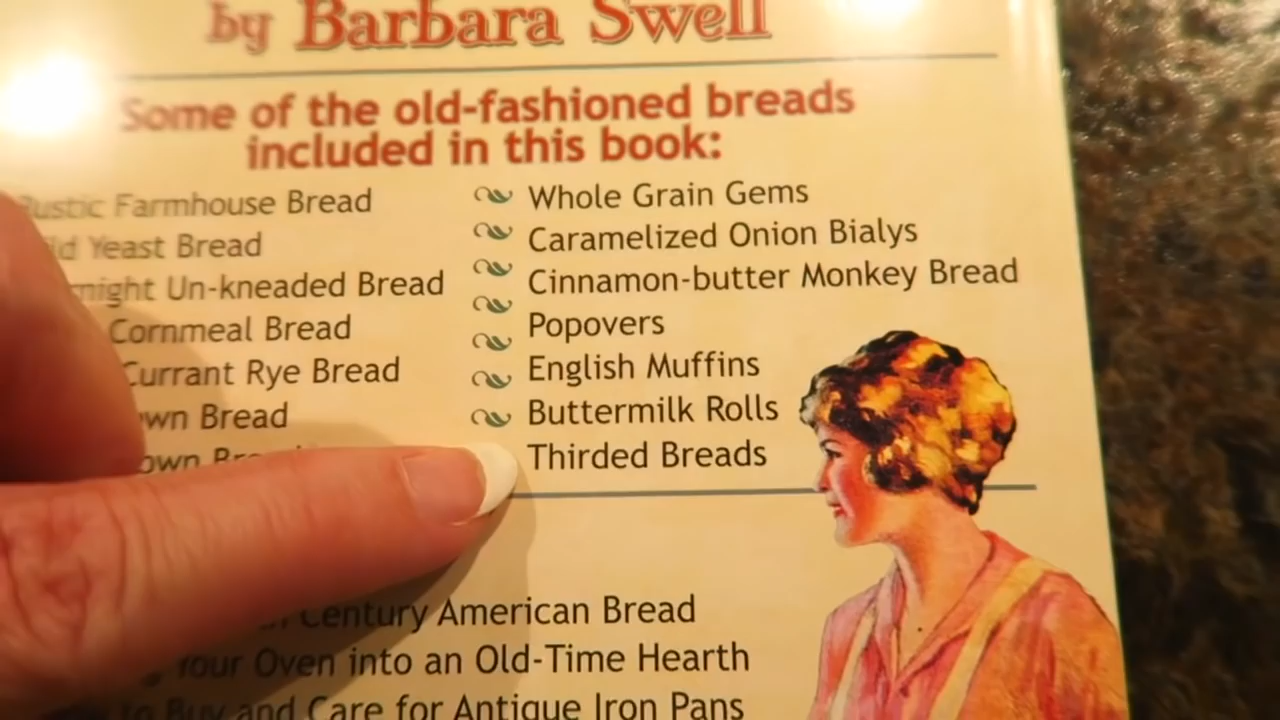 by Barbara Swell
Some of the old-fashioned breads
included in this book:
Rustic Farmhouse Bread
Yeast Bread
Un-kneaded Bread
Cornmeal Bread
Currant Rye Bread
Bread
Whole Grain Gems
Caramelized Onion Bialys
Cinnamon-butter Monkey Bread
Popovers
English Muffins
Buttermilk Rolls
Thirded Breads
Century American Bread
Your Oven into an Old-Time Hearth
to Buy and Care for Antique Iron Pans